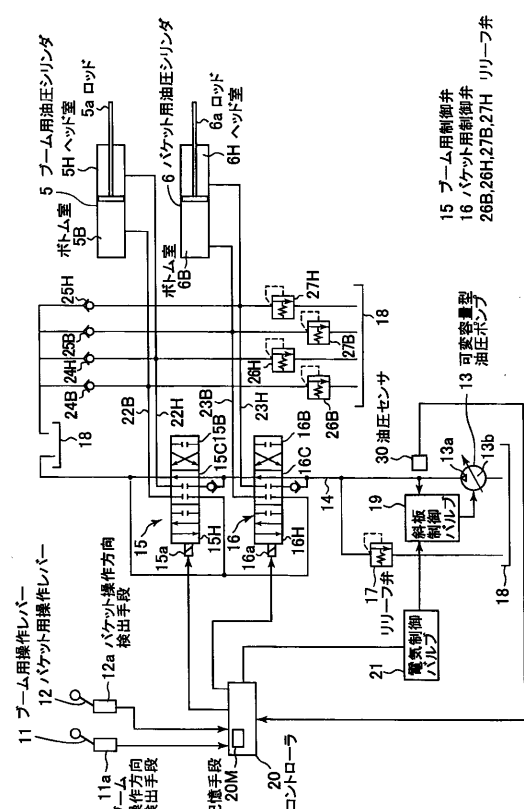 11 ブーム用操作レバー
12 バケット用操作レバー
11a
ブーム
操作方向
検出手段
12a バケット操作方向
検出手段
記憶手段
20M
20
コントローラ
15
15a
15H
15C
15B
16
16a
16H
16C
16B
18
22B
22H
23B
23H
24B
24H
25B
25H
26B
26H
27B
27H
18
5 ブーム用油圧シリンダ
5H ヘッド室
5a ロッド
ボトム室
5B
6 バケット用油圧シリンダ
6a ロッド
6H ヘッド室
ボトム室
6B
14
17
リリーフ弁
19
斜板
制御
バルブ
21
電気制御
バルブ
30 油圧センサ
13a
13b
13 可変容量型
油圧ポンプ
18
15 ブーム用制御弁
16 バケット用制御弁
26B,26H,27B,27H リリーフ弁